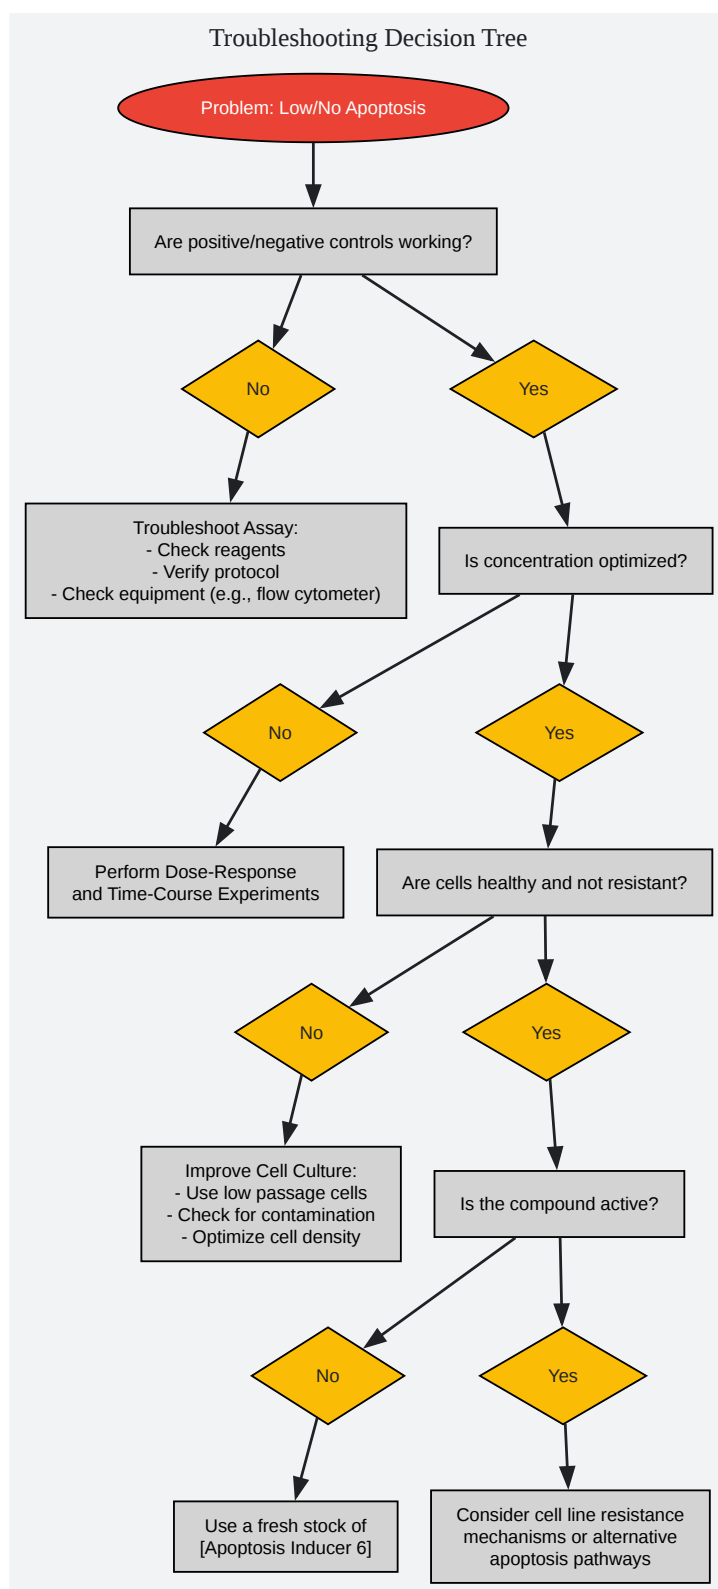 Troubleshooting Decision Tree
Problem: Low/No Apoptosis
Are positive/negative controls working?
No
Yes
Troubleshoot Assay:
- Check reagents
- Verify protocol
- Check equipment (e.g., flow cytometer)
Is concentration optimized?
No
Yes
Perform Dose-Response
and Time-Course Experiments
Are cells healthy and not resistant?
No
Yes
Improve Cell Culture:
- Use low passage cells
- Check for contamination
- Optimize cell density
Is the compound active?
No
Yes
Use a fresh stock of
[Apoptosis Inducer 6]
Consider cell line resistance
mechanisms or alternative
apoptosis pathways